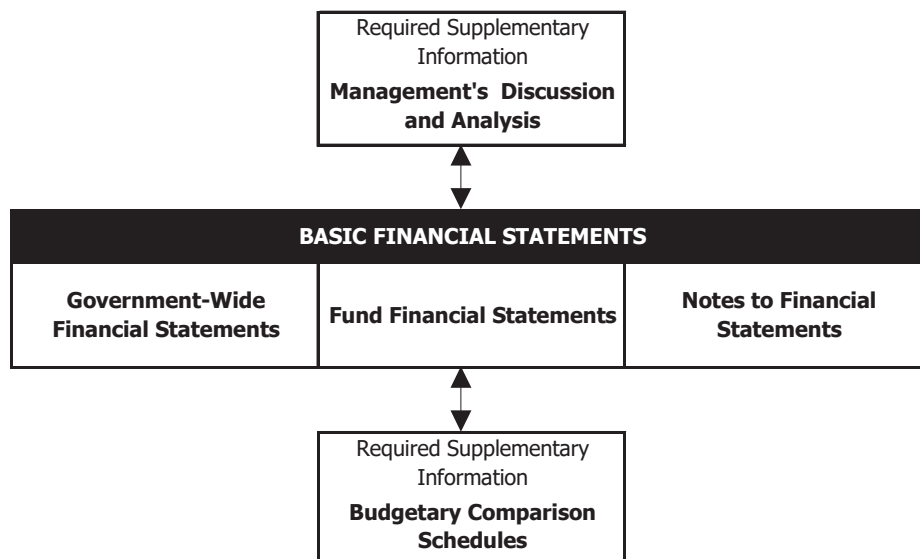 Required Supplementary
Information
Management's Discussion
and Analysis
BASIC FINANCIAL STATEMENTS
Government-Wide
Financial Statements
Fund Financial Statements
Notes to Financial
Statements
Required Supplementary
Information
Budgetary Comparison
Schedules